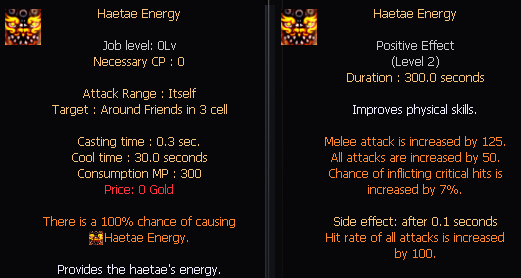 Haetae Energy
Job level: 0Lv
Necessary CP : 0
Attack Range : Itself
Target : Around Friends in 3 cell
Casting time : 0.3 sec.
Cool time : 30.0 seconds
Consumption MP : 300
Price: 0 Gold
There is a 100% chance of causing
Haetae Energy.
Provides the haetae's energy.
Haetae Energy
Positive Effect
(Level 2)
Duration : 300.0 seconds
Improves physical skills.
Melee attack is increased by 125.
All attacks are increased by 50.
Chance of inflicting critical hits is
increased by 7%.
Side effect: after 0.1 seconds
Hit rate of all attacks is increased
by 100.